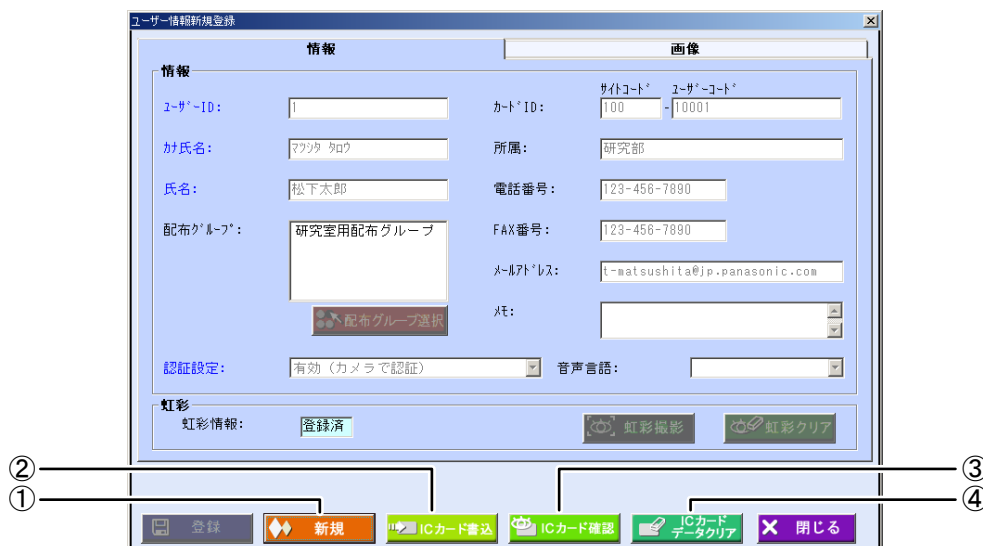 ユーザー情報新規登録
情報
画像
情報
ｻｲﾄｺｰﾄﾞ ﾕｰｻﾞｰｺｰﾄﾞ
ﾕｰｻﾞｰID: 1 ｶｰﾄﾞID: 100 - 10001
ｶﾅ氏名: ﾏﾂｼﾀ ﾀﾛｳ 所属: 研究部
氏名: 松下太郎 電話番号: 123-456-7890
配布ｸﾞﾙｰﾌﾟ: 研究室用配布グループ FAX番号: 123-456-7890
ﾒｰﾙｱﾄﾞﾚｽ: t-matsushita@jp.panasonic.com
配布グループ選択 ﾒﾓ:
認証設定: 有効（カメラで認証） 音声言語:
虹彩
虹彩情報: 登録済 虹彩撮影 虹彩クリア
② ③
① ④
登録 新規 ICカード書込 ICカード確認 ICカード
データクリア 閉じる